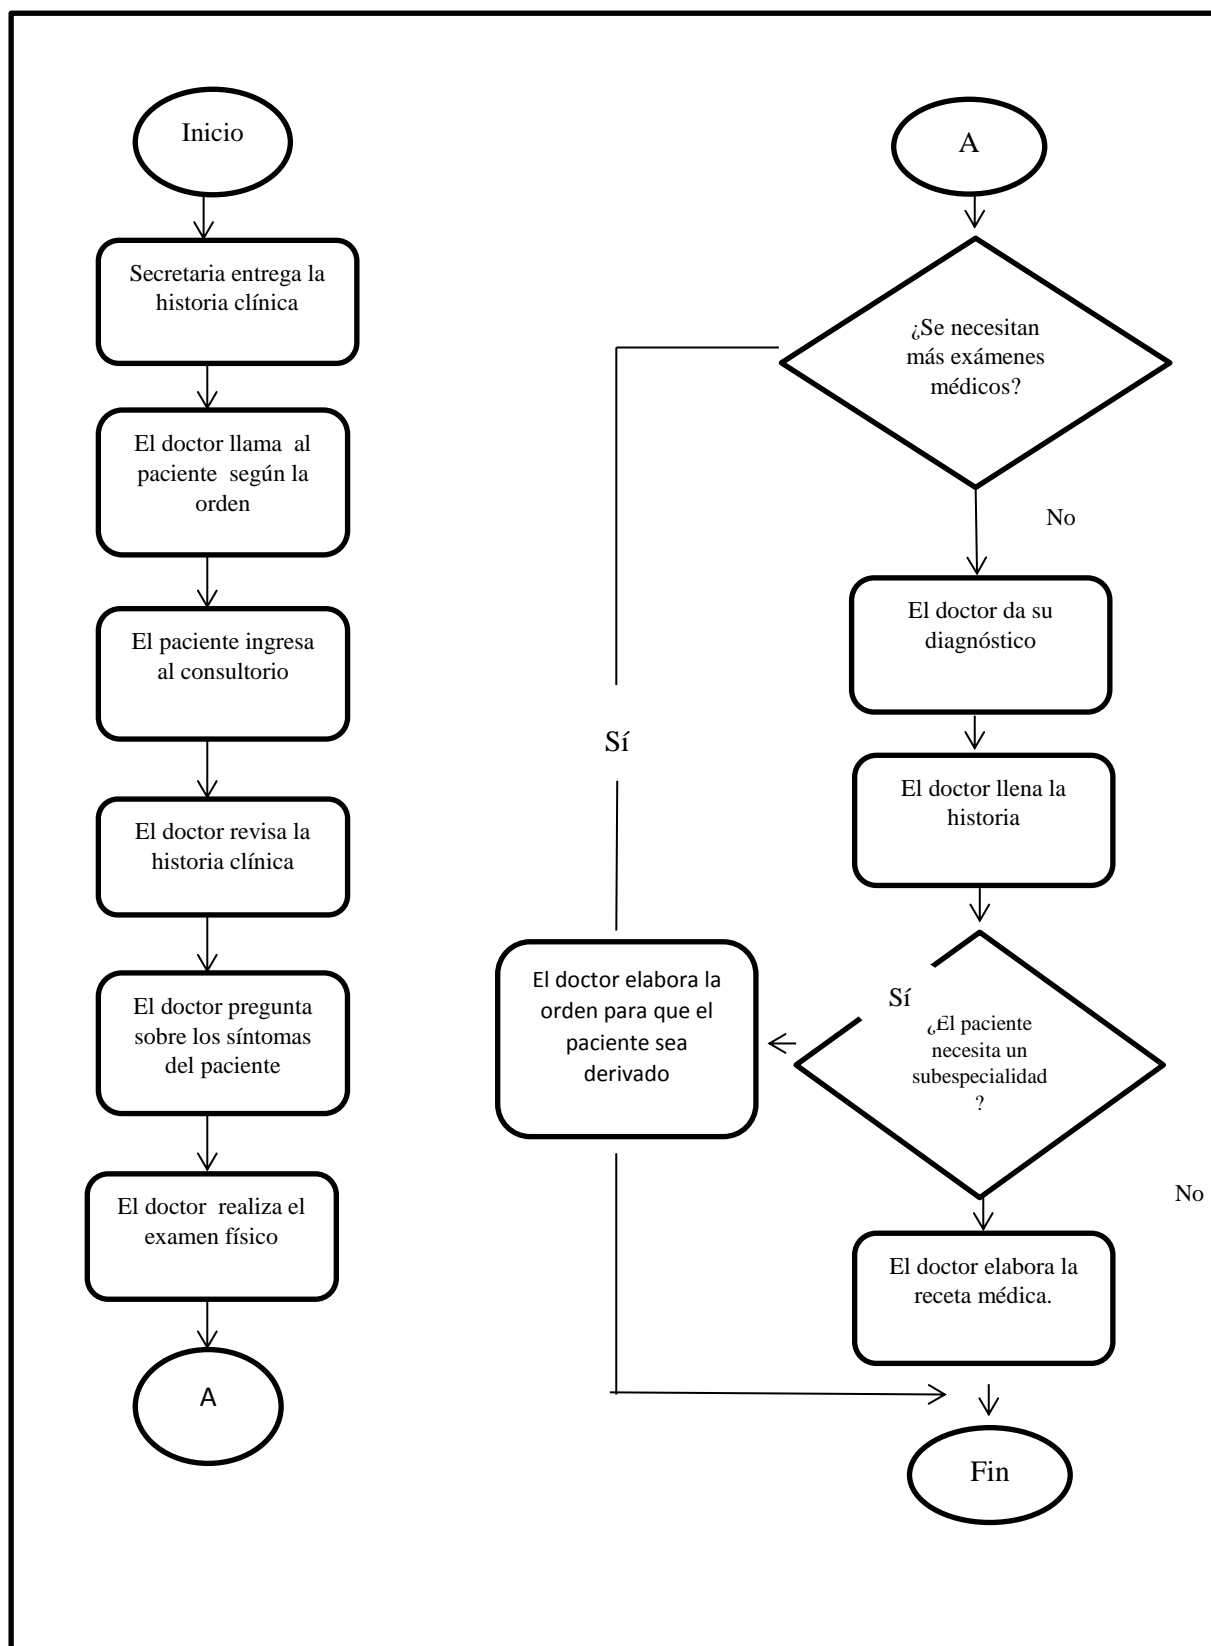 Inicio
Secretaria entrega la
historia clínica
El doctor llama al
paciente según la
orden
El paciente ingresa
al consultorio
El doctor revisa la
historia clínica
El doctor pregunta
sobre los síntomas
del paciente
El doctor realiza el
examen físico
A
A
¿Se necesitan
más exámenes
médicos?
No
El doctor da su
diagnóstico
Sí
El doctor llena la
historia
El doctor elabora la
orden para que el
paciente sea
derivado
Sí
¿El paciente
necesita un
subespecialidad
?
No
El doctor elabora la
receta médica.
Fin